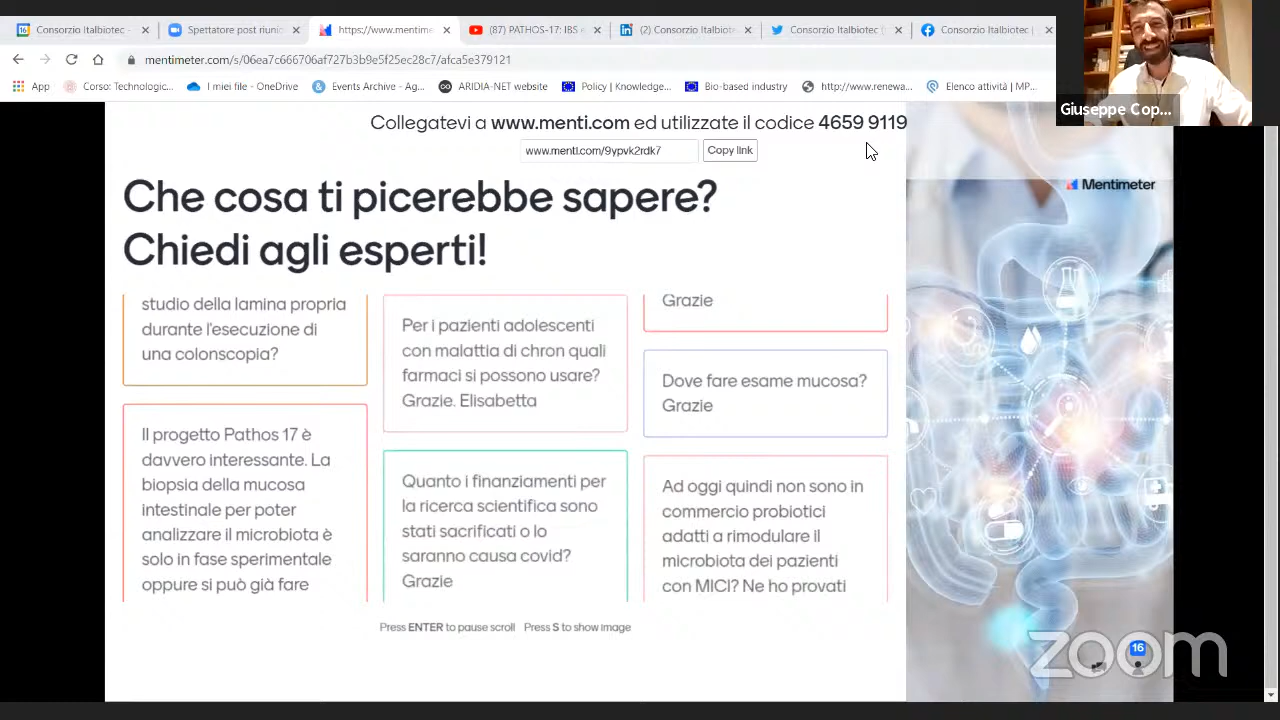 Consorzio Italbiotec -
Spettatore post riunio
https://www.mentime
(87) PATHOS-17: IBS e
(2) Consorzio Italbiote
Consorzio Italbiotec (
Consorzio Italbiotec |
mentimeter.com/s/06ea7c666706af727b3b9e5f25ec28c7/afca5e379121
App
Corso: Technologic...
I miei file - OneDrive
Events Archive - Ag...
ARIDIA-NET website
Policy | Knowledge...
Bio-based industry
http://www.renewa...
Elenco attività | MP...
Giuseppe Cop...
Collegatevi a www.menti.com ed utilizzate il codice 4659 9119
www.menti.com/9ypvk2rdk7
Copy link
Mentimeter
Che cosa ti picerebbe sapere?
Chiedi agli esperti!
studio della lamina propria
durante l'esecuzione di
una colonscopia?
Il progetto Pathos 17 è
davvero interessante. La
biopsia della mucosa
intestinale per poter
analizzare il microbiota è
solo in fase sperimentale
oppure si può già fare
Per i pazienti adolescenti
con malattia di chron quali
farmaci si possono usare?
Grazie. Elisabetta
Quanto i finanziamenti per
la ricerca scientifica sono
stati sacrificati o lo
saranno causa covid?
Grazie
Grazie
Dove fare esame mucosa?
Grazie
Ad oggi quindi non sono in
commercio probiotici
adatti a rimodulare il
microbiota dei pazienti
con MICI? Ne ho provati
Press ENTER to pause scroll Press S to show image
zoom
16